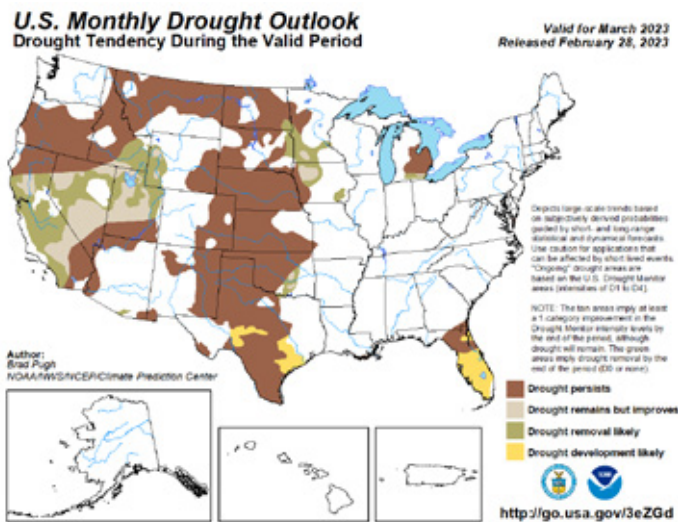 U.S. Monthly Drought Outlook
Drought Tendency During the Valid Period
Valid for March 2023
Released February 28, 2023
Depicts large-scale trends based
on subjectively derived probabilities
guided by short- and long-range
statistical and dynamical forecasts.
Use caution for applications that
can be affected by short lived events.
"Ongoing" drought areas are
based on the U.S. Drought Monitor
areas (intensities of D1 to D4).
NOTE: The tan areas imply at least
a 1-category improvement in the
Drought Monitor intensity levels by
the end of the period, although
drought will remain. The green
areas imply drought removal by the
end of the period (D0 or none).
Author:
Brad Pugh
NOAA/NWS/NCEP/Climate Prediction Center
Drought persists
Drought remains but improves
Drought removal likely
Drought development likely
http://go.usa.gov/3eZGd